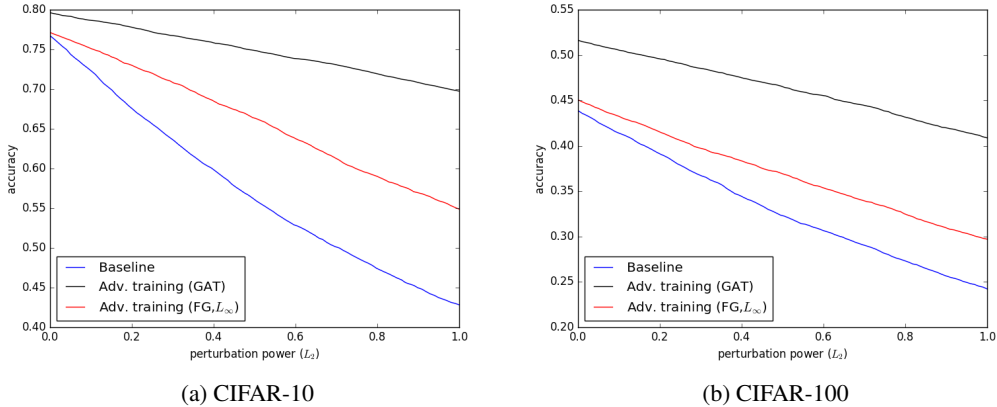 0.80
0.75
0.70
0.65
0.60
0.55
0.50
0.45
0.40
accuracy
Baseline
Adv. training (GAT)
Adv. training (FG,L∞)
0.0 0.2 0.4 0.6 0.8 1.0
perturbation power (L₂)
(a) CIFAR-10
0.55
0.50
0.45
0.40
0.35
0.30
0.25
0.20
accuracy
Baseline
Adv. training (GAT)
Adv. training (FG,L∞)
0.0 0.2 0.4 0.6 0.8 1.0
perturbation power (L₂)
(b) CIFAR-100